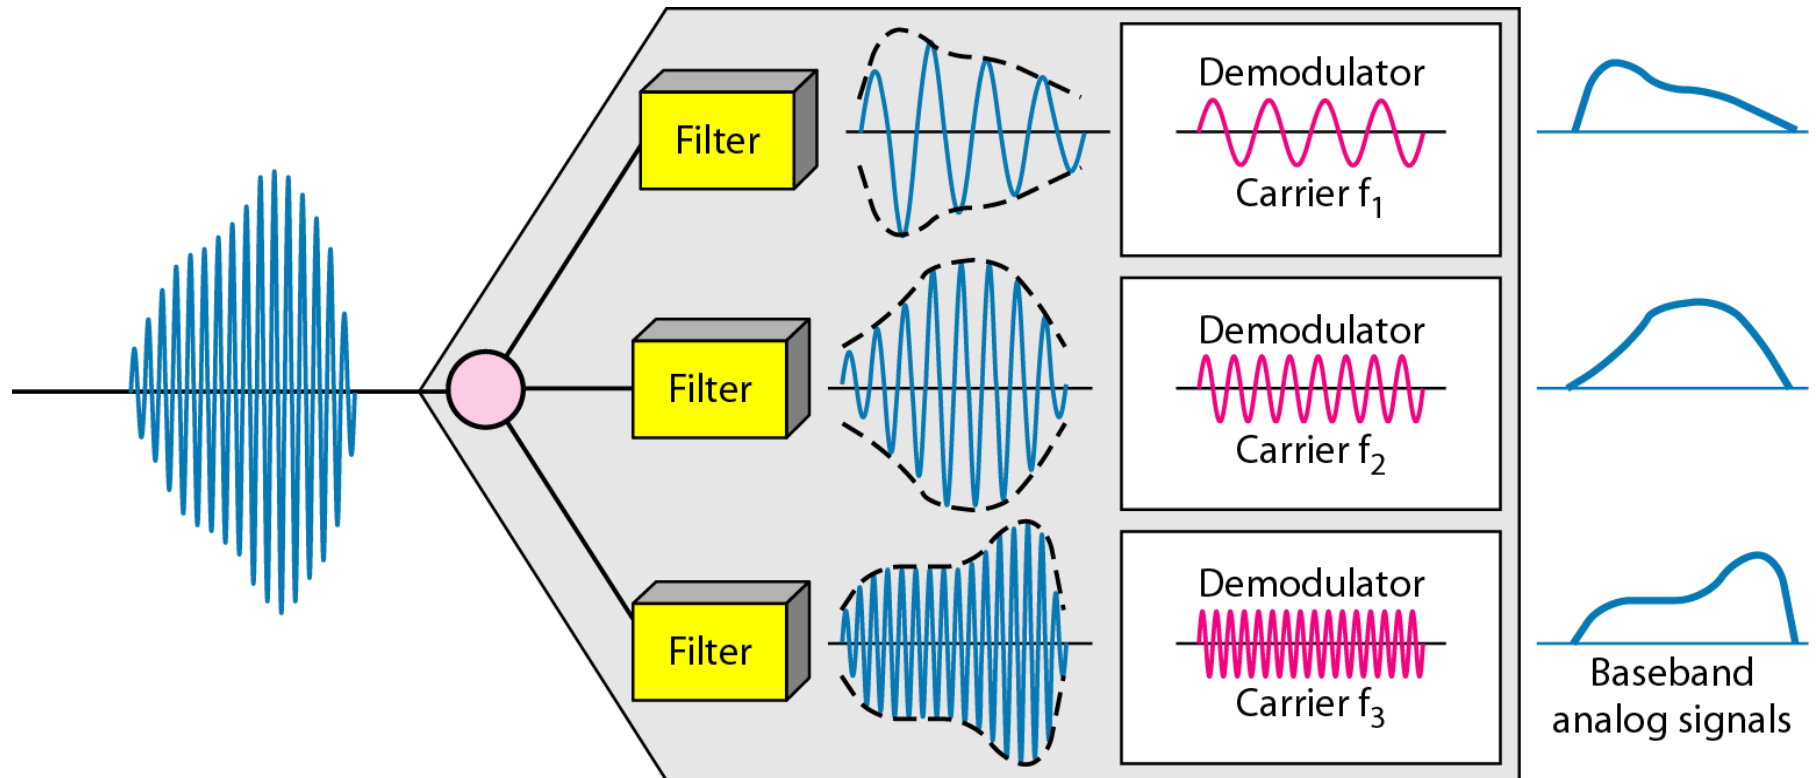 Filter
Demodulator
Carrier f₁
Filter
Demodulator
Carrier f₂
Filter
Demodulator
Carrier f₃
Baseband
analog signals